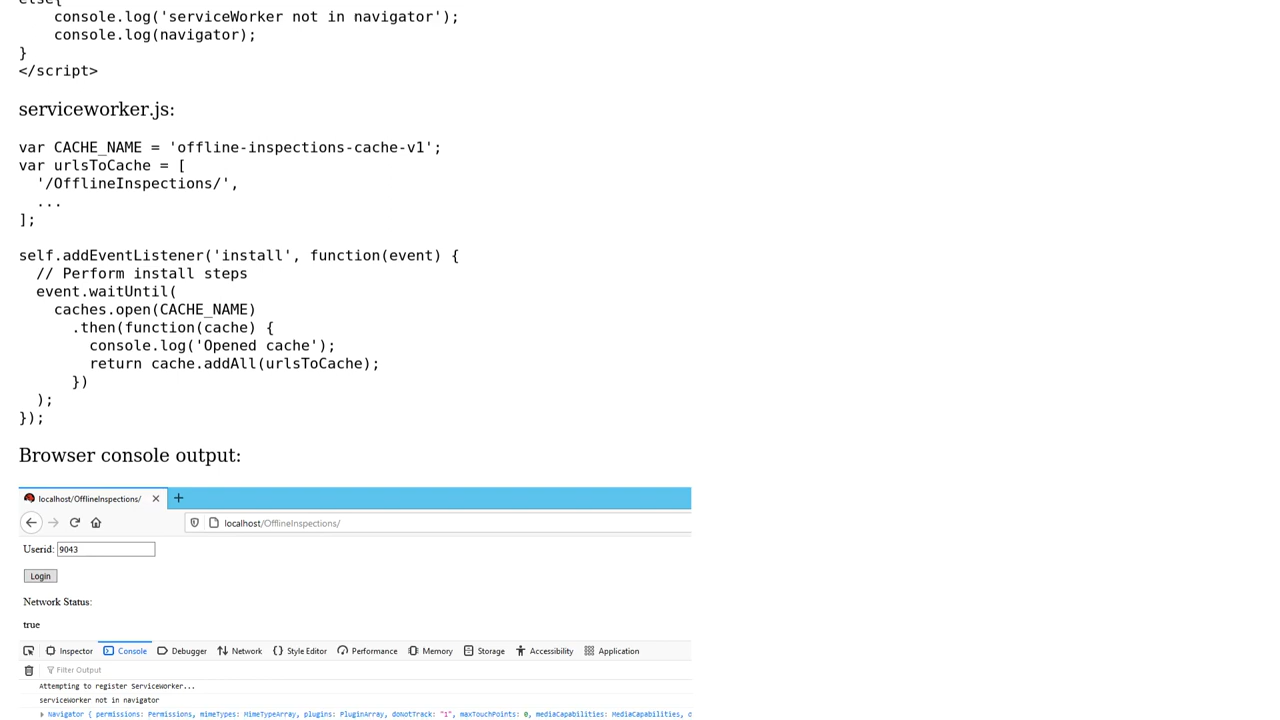 else{
    console.log('serviceWorker not in navigator');
    console.log(navigator);
}
</script>
serviceworker.js:
var CACHE_NAME = 'offline-inspections-cache-v1';
var urlsToCache = [
  '/OfflineInspections/',
  ...
];
self.addEventListener('install', function(event) {
  // Perform install steps
  event.waitUntil(
    caches.open(CACHE_NAME)
      .then(function(cache) {
        console.log('Opened cache');
        return cache.addAll(urlsToCache);
      })
  );
});
Browser console output:
localhost/OfflineInspections/
localhost/OfflineInspections/
Userid: 9043
Login
Network Status:
true
Inspector Console Debugger Network Style Editor Performance Memory Storage Accessibility Application
Filter Output
Attempting to register ServiceWorker...
serviceWorker not in navigator
Navigator { permissions: Permissions, mimeTypes: MimeTypeArray, plugins: PluginArray, doNotTrack: "1", maxTouchPoints: 0, mediaCapabilities: MediaCapabilities,